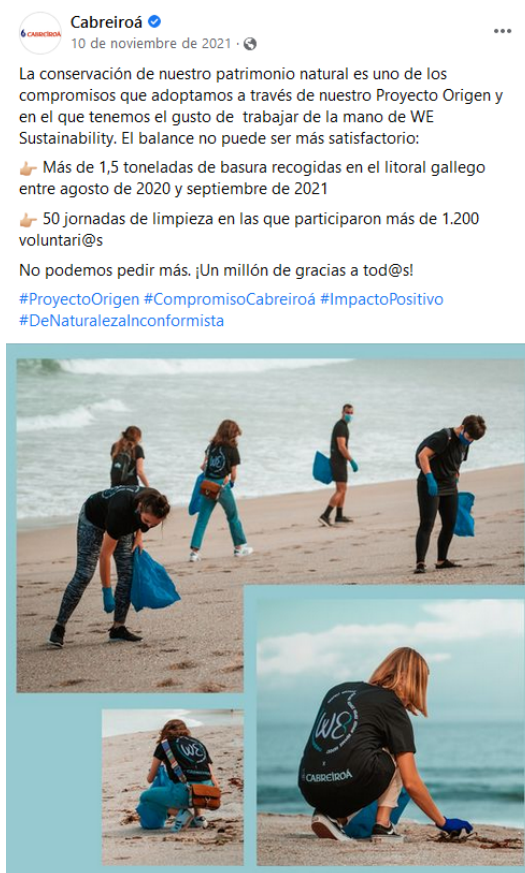 Cabreiroá
CABREIROÁ
10 de noviembre de 2021 ·
La conservación de nuestro patrimonio natural es uno de los
compromisos que adoptamos a través de nuestro Proyecto Origen y
en el que tenemos el gusto de trabajar de la mano de WE
Sustainability. El balance no puede ser más satisfactorio:
👉🏼 Más de 1,5 toneladas de basura recogidas en el litoral gallego
entre agosto de 2020 y septiembre de 2021
👉🏼 50 jornadas de limpieza en las que participaron más de 1.200
voluntari@s
No podemos pedir más. ¡Un millón de gracias a tod@s!
#ProyectoOrigen #CompromisoCabreiroá #ImpactoPositivo
#DeNaturalezaInconformista
WE
WE
WE
CABREIROÁ